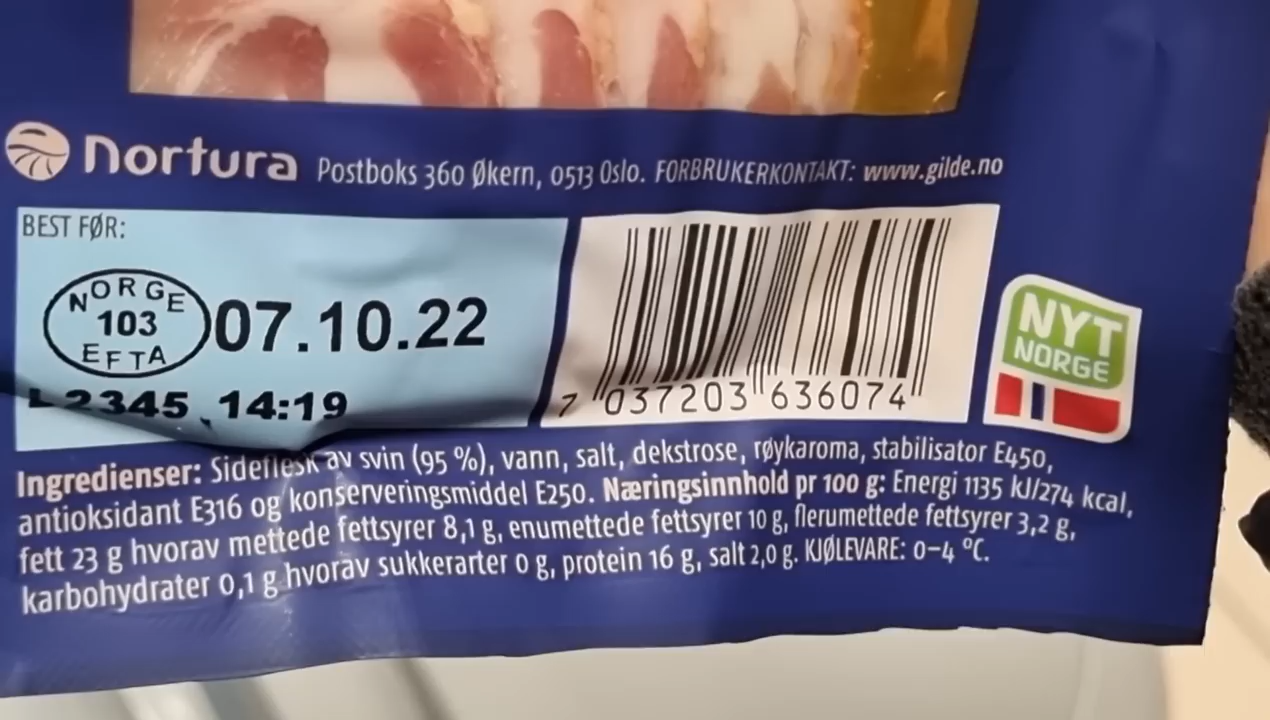 nortura Postboks 360 Økern, 0513 Oslo. FORBRUKERKONTAKT: www.gilde.no
BEST FØR:
NORGE
103
EFTA
07.10.22
L2345 14:19
7 037203 636074
NYT
NORGE
Ingredienser: Sideflesk av svin (95 %), vann, salt, dekstrose, røykaroma, stabilisator E450,
antioksidant E316 og konserveringsmiddel E250. Næringsinnhold pr 100 g: Energi 1135 kJ/274 kcal,
fett 23 g hvorav mettede fettsyrer 8,1 g, enumettede fettsyrer 10 g, flerumettede fettsyrer 3,2 g,
karbohydrater 0,1 g hvorav sukkerarter 0 g, protein 16 g, salt 2,0 g. KJØLEVARE: 0–4 °C.